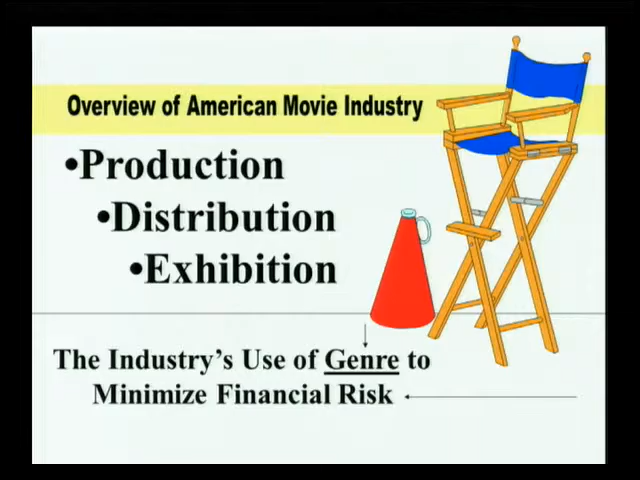 Overview of American Movie Industry
•Production
•Distribution
•Exhibition
The Industry's Use of Genre to
Minimize Financial Risk